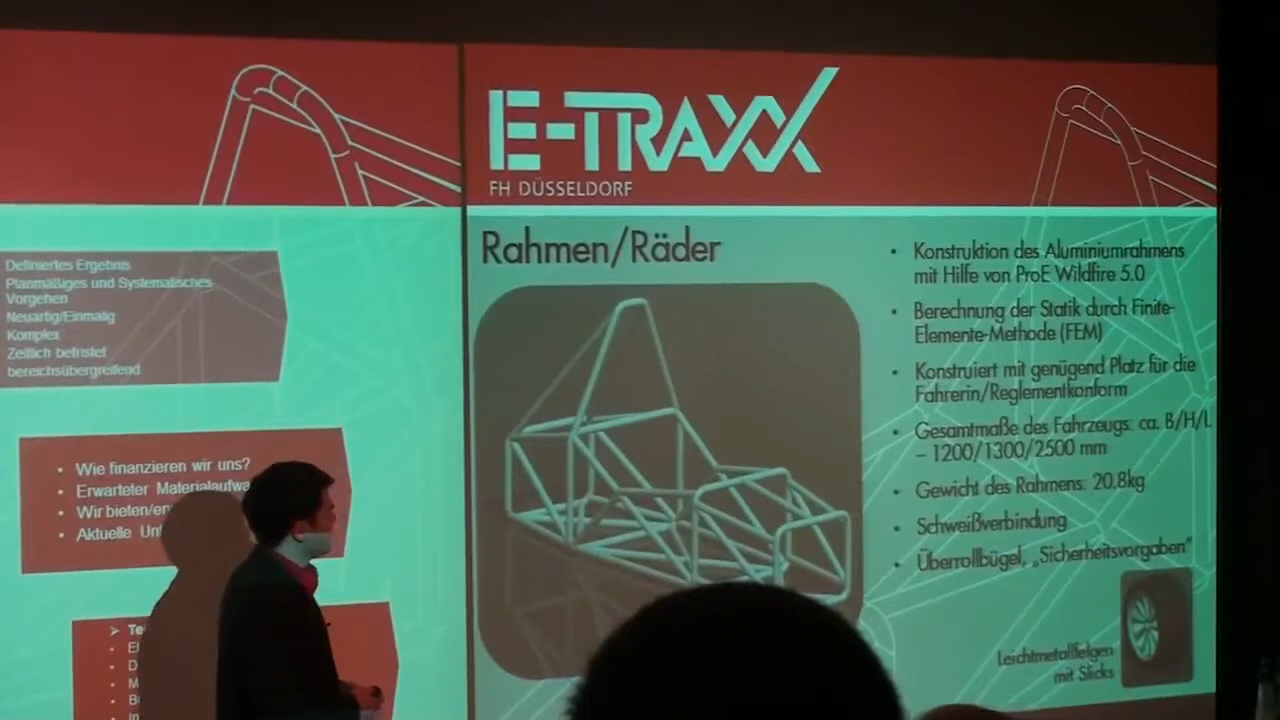 Definiertes Ergebnis
Planmäßiges und Systematisches
Vorgehen
Neuartig/Einmalig
Komplex
Zeitlich befristet
bereichsübergreifend
• Wie finanzieren wir uns?
• Erwarteter
• Wir
• Aktuelle
E-TRAXX
FH DÜSSELDORF
Rahmen/Räder
• Konstruktion des Aluminiumrahmens
mit Hilfe von ProE Wildfire 5.0
• Berechnung der Statik durch Finite-
Elemente-Methode (FEM)
• Konstruiert mit genügend Platz für die
Fahrerin/Reglementkonform
• Gesamtmaße des Fahrzeugs: ca. B/H/L
– 1200/1300/2500 mm
• Gewicht des Rahmens: 20.8kg
• Schweißverbindung
• Überrollbügel, „Sicherheitsvorgaben"
Leichtmetallfelgen
mit Slicks